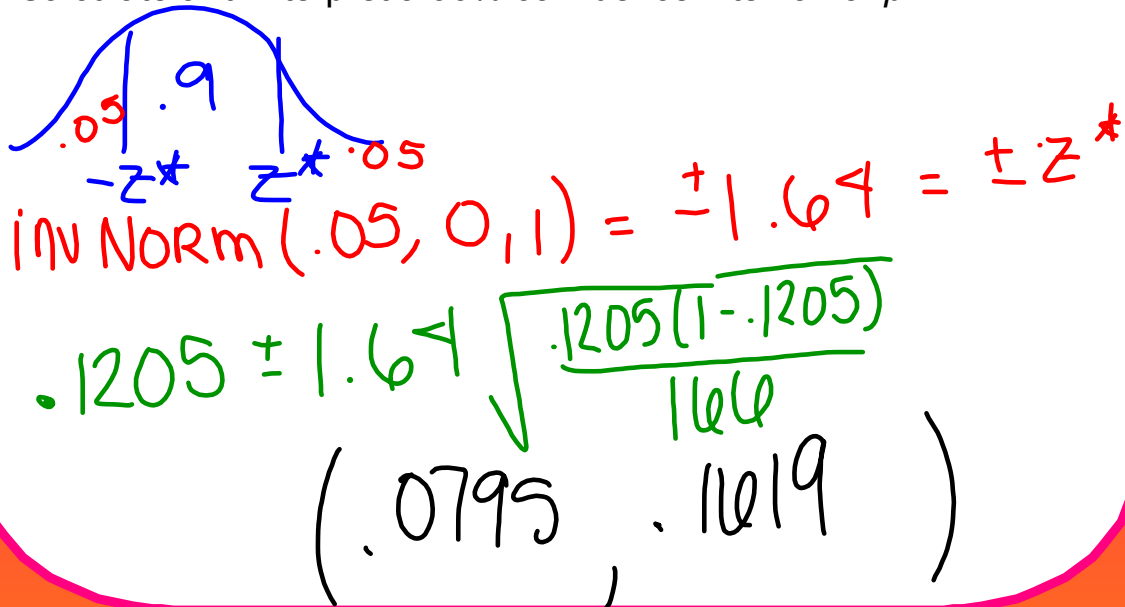 .05 .9 .05
-z* z*
invNorm(.05, 0, 1) = ±1.64 = ±z*
.1205 ± 1.64 √(.1205(1-.1205)/166)
(.0795, .1619)